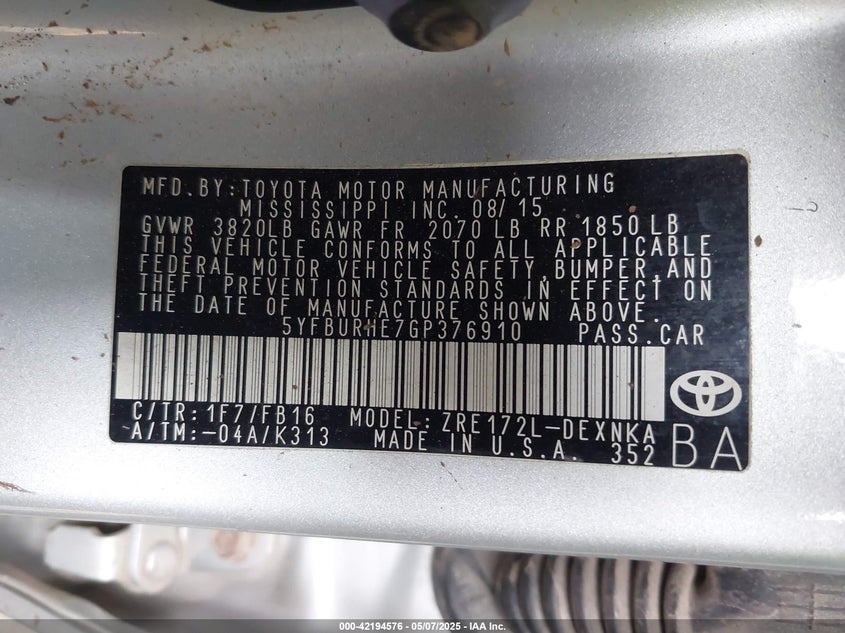 MFD. BY: TOYOTA MOTOR MANUFACTURING
MISSISSIPPI INC. 08/15
GVWR 3820LB GAWR FR 2070 LB RR 1850 LB
THIS VEHICLE CONFORMS TO ALL APPLICABLE
FEDERAL MOTOR VEHICLE SAFETY, BUMPER, AND
THEFT PREVENTION STANDARDS IN EFFECT ON
THE DATE OF MANUFACTURE SHOWN ABOVE.
5YFBURHE7GP376910 PASS. CAR
C/TR: 1F7/FB16 MODEL: ZRE172L-DEXNKA
A/TM: -04A/K313 MADE IN U.S.A. 352 BA
000-42194576 - 05/07/2025 - IAA Inc.